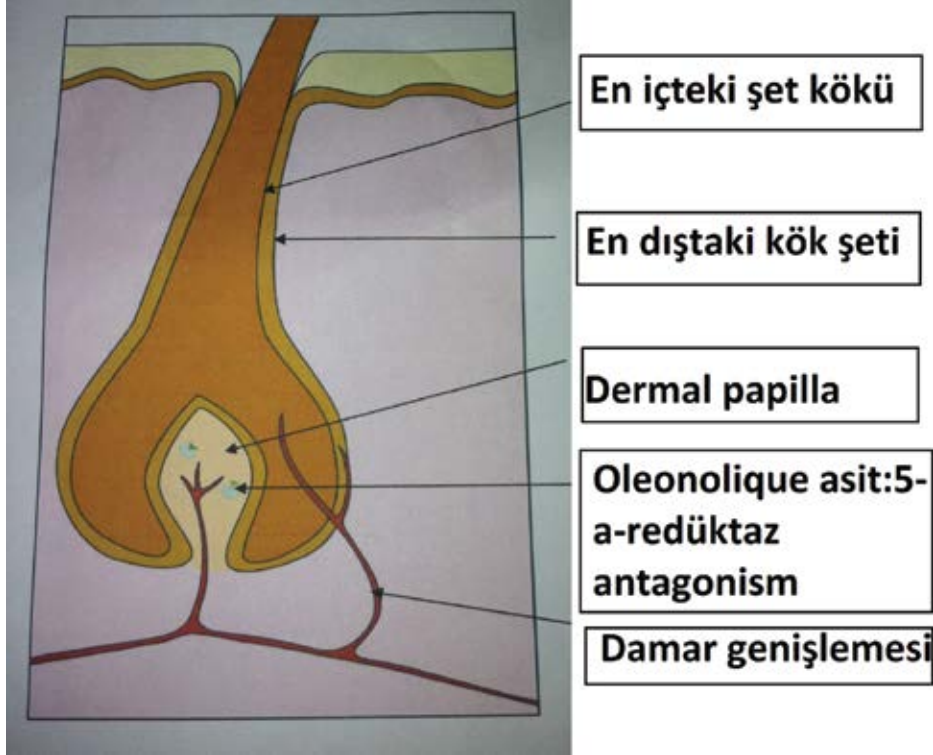 En içteki şet kökü
En dıştaki kök şeti
Dermal papilla
Oleonolique asit:5-
a-redüktaz
antagonism
Damar genişlemesi